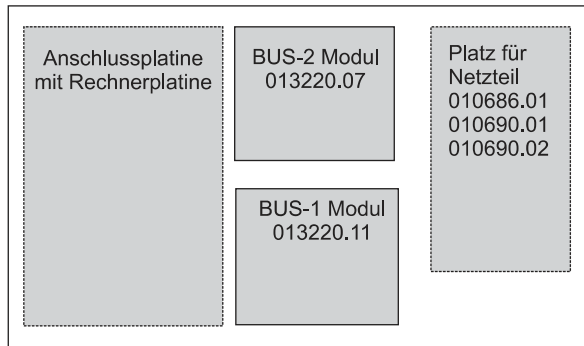 Anschlussplatine
mit Rechnerplatine
BUS-2 Modul
013220.07
BUS-1 Modul
013220.11
Platz für
Netzteil
010686.01
010690.01
010690.02